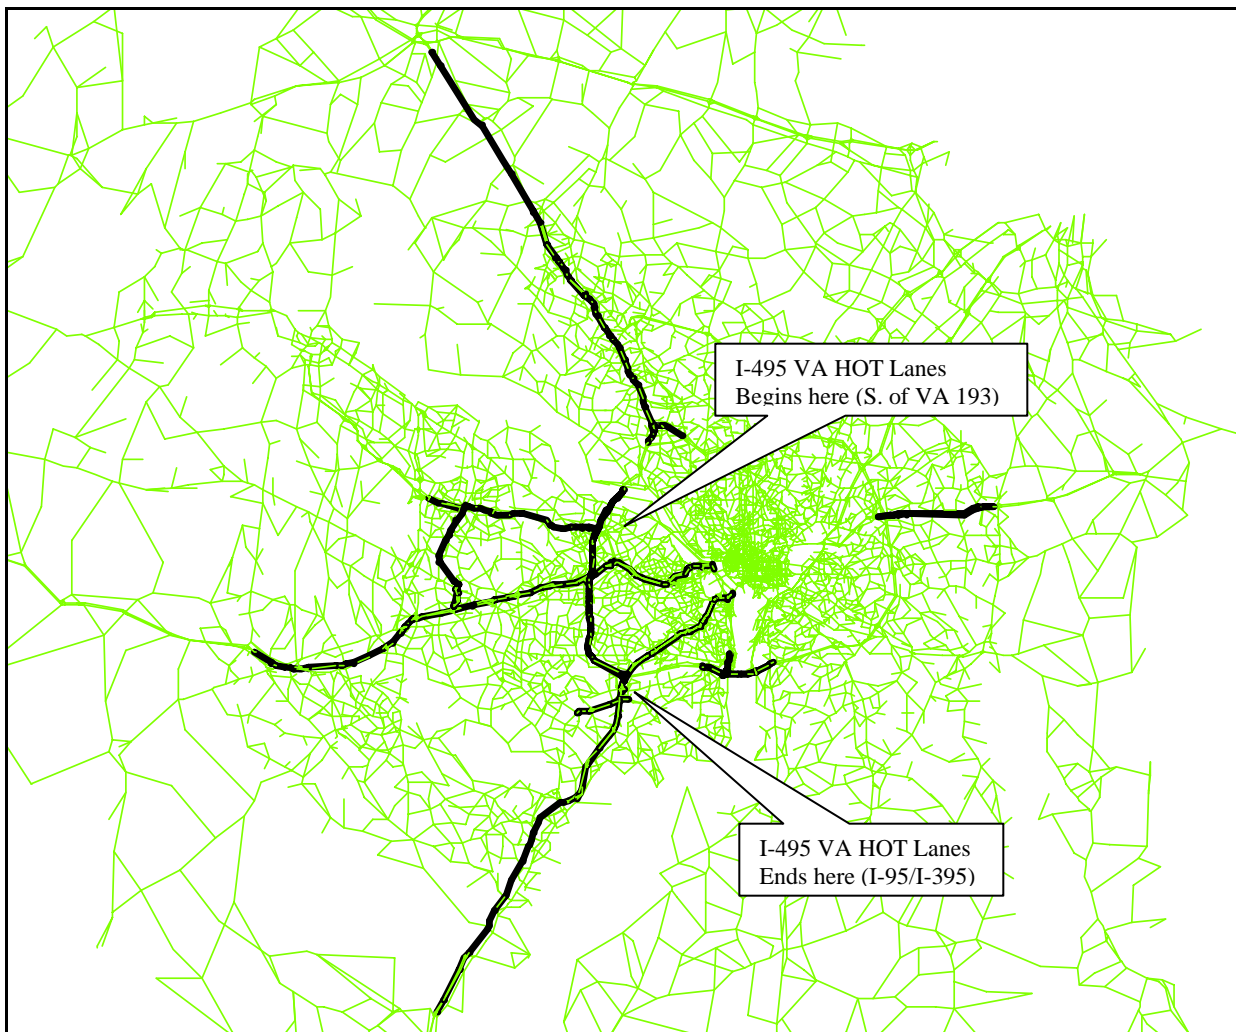 I-495 VA HOT Lanes
Begins here (S. of VA 193)
I-495 VA HOT Lanes
Ends here (I-95/I-395)